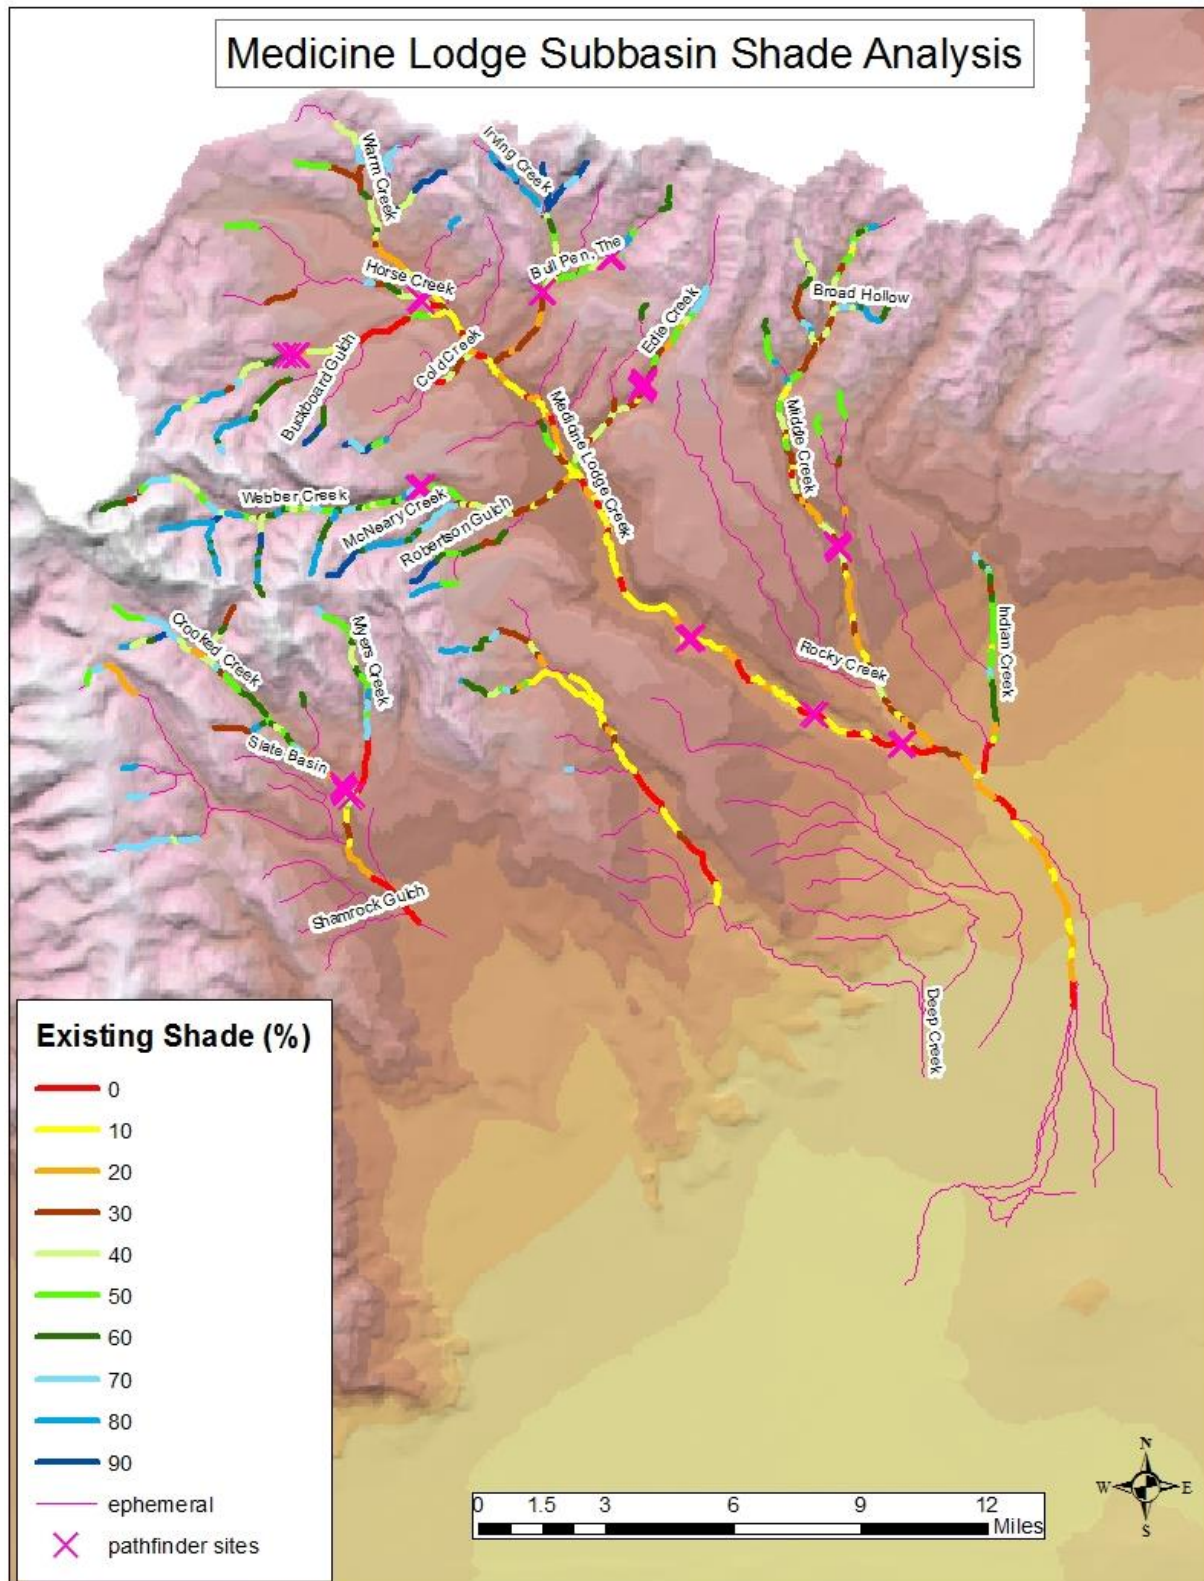 Medicine Lodge Subbasin Shade Analysis
Warm Creek
Irving Creek
Bull Pen, The
Horse Creek
Broad Hollow
Edie Creek
Cold Creek
Buckboard Gulch
Medicine Lodge Creek
Middle Creek
Webber Creek
McNeary Creek
Robertson Gulch
Crooked Creek
Myers Creek
Indian Creek
Rocky Creek
Slate Basin
Shamrock Gulch
Deep Creek
Existing Shade (%)
0
10
20
30
40
50
60
70
80
90
ephemeral
pathfinder sites
0 1.5 3 6 9 12
Miles
N
W E
S